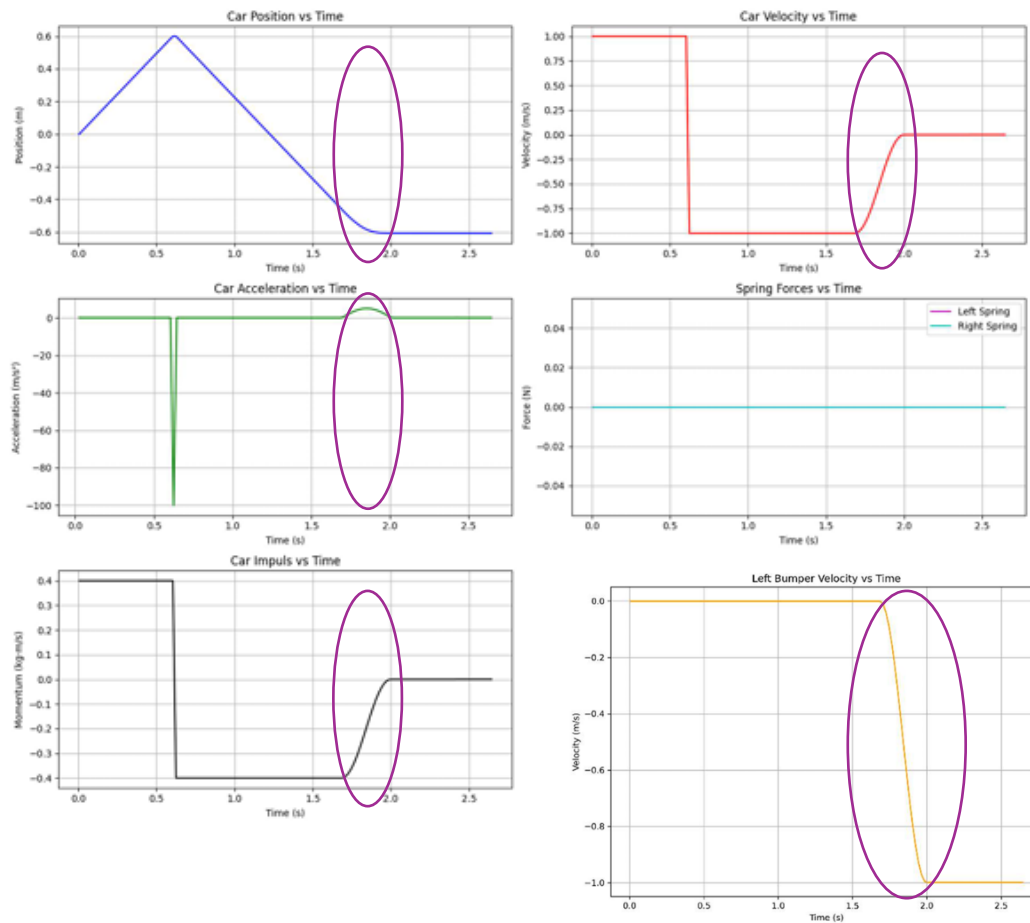 Car Position vs Time
Position (m)
0.6
0.4
0.2
0.0
−0.2
−0.4
−0.6
0.0 0.5 1.0 1.5 2.0 2.5
Time (s)
Car Velocity vs Time
Velocity (m/s)
1.00
0.75
0.50
0.25
0.00
−0.25
−0.50
−0.75
−1.00
0.0 0.5 1.0 1.5 2.0 2.5
Time (s)
Car Acceleration vs Time
Acceleration (m/s²)
0
−20
−40
−60
−80
−100
0.0 0.5 1.0 1.5 2.0 2.5
Time (s)
Spring Forces vs Time
Left Spring
Right Spring
Force (N)
0.04
0.02
0.00
−0.02
−0.04
0.0 0.5 1.0 1.5 2.0 2.5
Time (s)
Car Impuls vs Time
Momentum (kg·m/s)
0.4
0.3
0.2
0.1
0.0
−0.1
−0.2
−0.3
−0.4
0.0 0.5 1.0 1.5 2.0 2.5
Time (s)
Left Bumper Velocity vs Time
Velocity (m/s)
0.0
−0.2
−0.4
−0.6
−0.8
−1.0
0.0 0.5 1.0 1.5 2.0 2.5
Time (s)